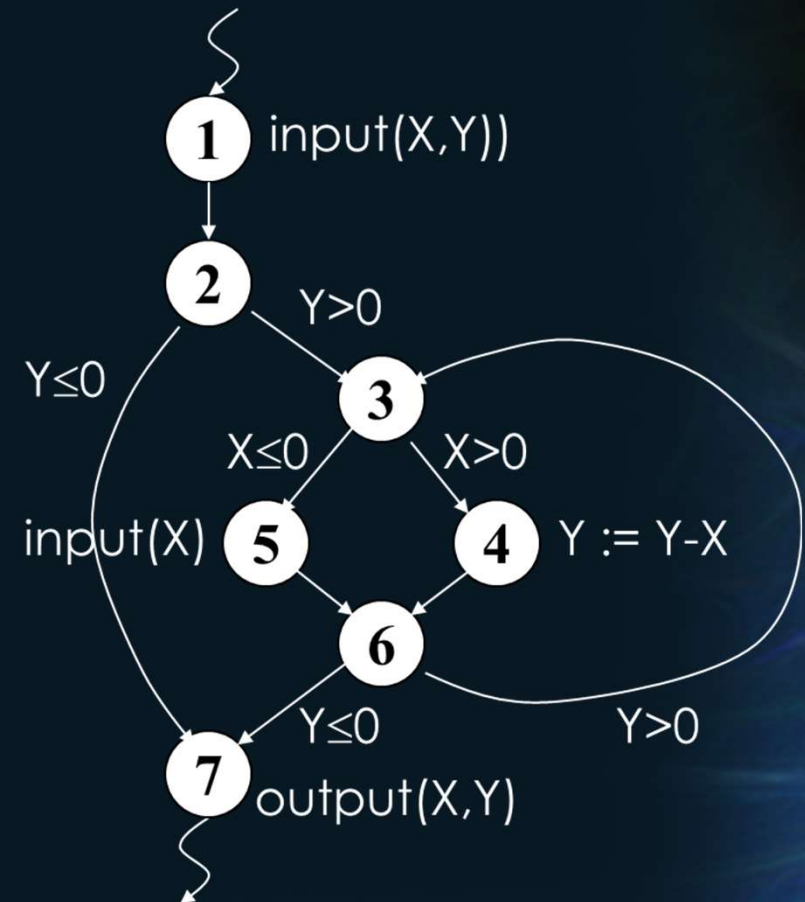 1 input(X,Y))
2
Y>0
Y≤0
3
X≤0 X>0
input(X) 5 4 Y := Y-X
6
Y≤0 Y>0
7
output(X,Y)